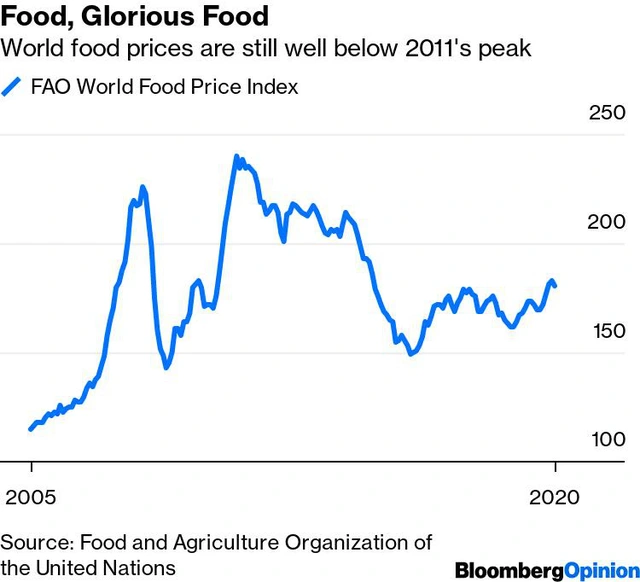 Food, Glorious Food
World food prices are still well below 2011's peak
FAO World Food Price Index
250
200
150
100
2005 2020
Source: Food and Agriculture Organization of
the United Nations
BloombergOpinion